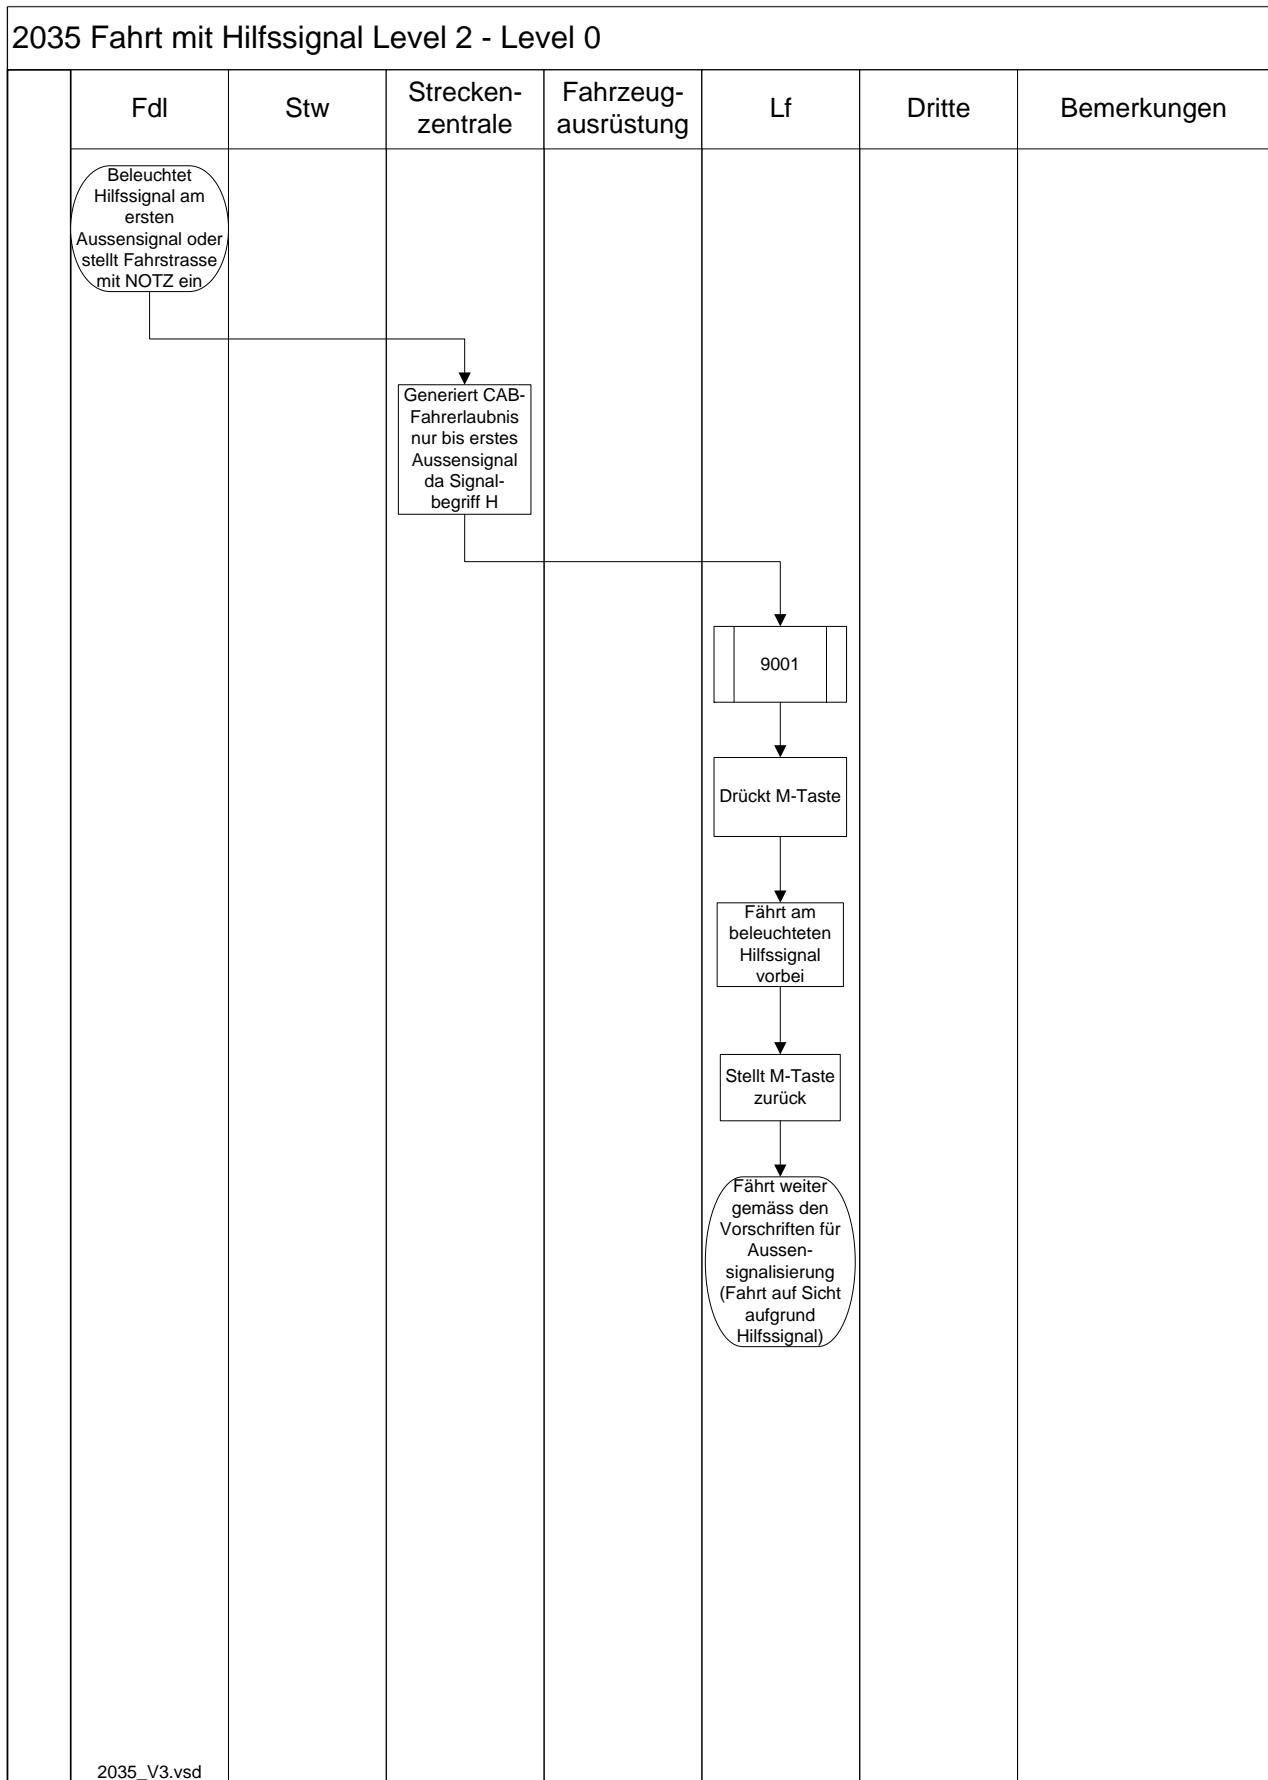 2035 Fahrt mit Hilfssignal Level 2 - Level 0
Fdl
Stw
Strecken-
zentrale
Fahrzeug-
ausrüstung
Lf
Dritte
Bemerkungen
Beleuchtet
Hilfssignal am
ersten
Aussensignal oder
stellt Fahrstrasse
mit NOTZ ein
Generiert CAB-
Fahrerlaubnis
nur bis erstes
Aussensignal
da Signal-
begriff H
9001
Drückt M-Taste
Fährt am
beleuchteten
Hilfssignal
vorbei
Stellt M-Taste
zurück
Fährt weiter
gemäss den
Vorschriften für
Aussen-
signalisierung
(Fahrt auf Sicht
aufgrund
Hilfssignal)
2035_V3.vsd